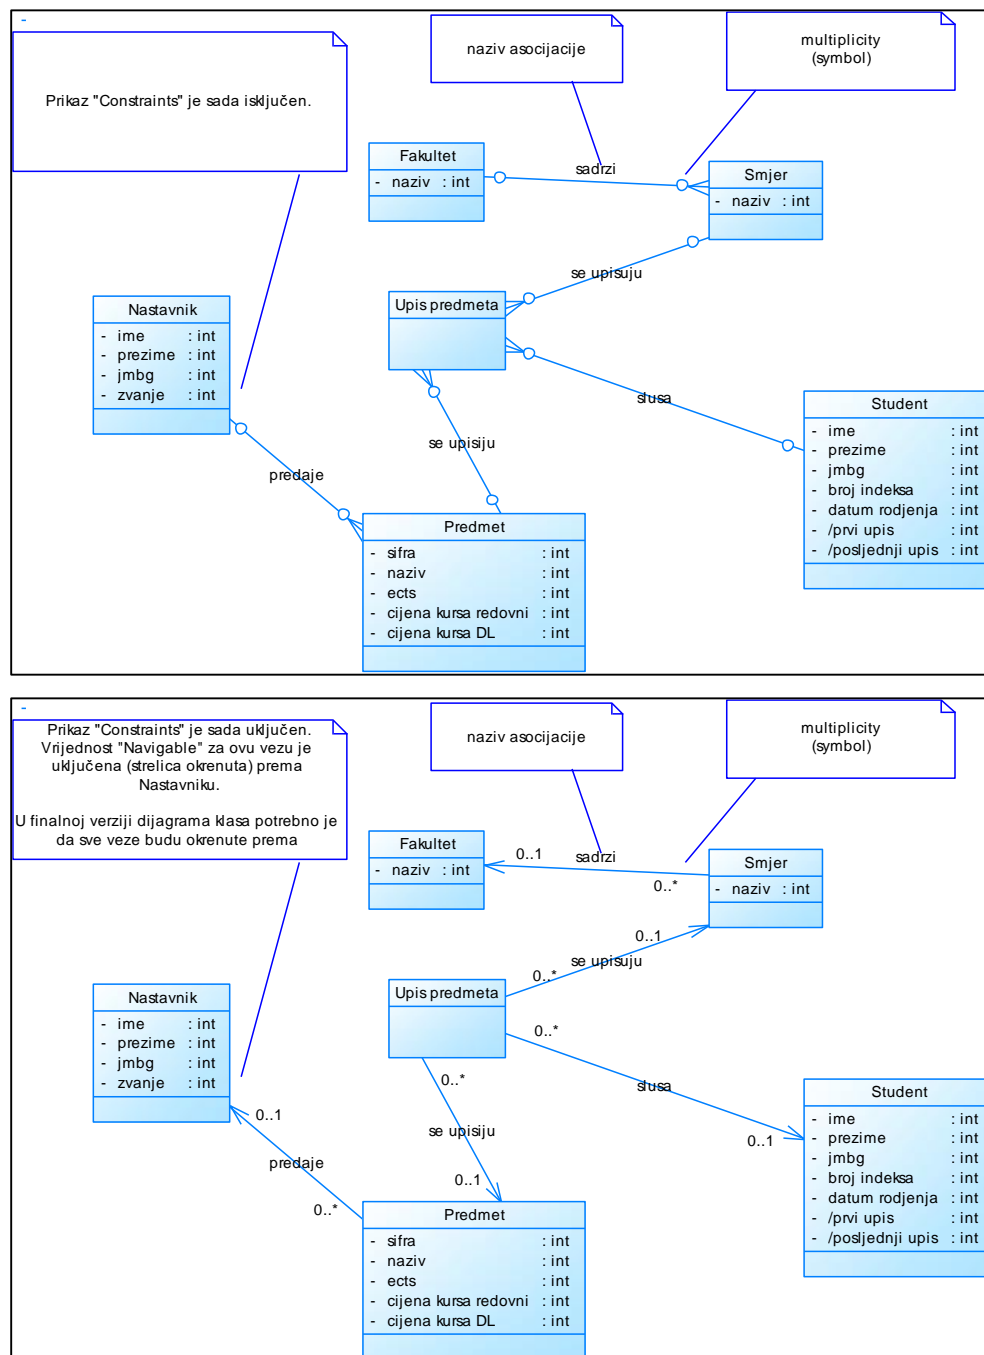 -
Prikaz "Constraints" je sada isključen.
naziv asocijacije
multiplicity
(symbol)
Fakultet
- naziv : int
sadrzi
Smjer
- naziv : int
se upisuju
Upis predmeta
Nastavnik
- ime : int
- prezime : int
- jmbg : int
- zvanje : int
slusa
Student
- ime : int
- prezime : int
- jmbg : int
- broj indeksa : int
- datum rodjenja : int
- /prvi upis : int
- /posljednji upis : int
se upisiju
predaje
Predmet
- sifra : int
- naziv : int
- ects : int
- cijena kursa redovni : int
- cijena kursa DL : int
-
Prikaz "Constraints" je sada uključen.
Vrijednost "Navigable" za ovu vezu je
uključena (strelica okrenuta) prema
Nastavniku.
U finalnoj verziji dijagrama klasa potrebno je
da sve veze budu okrenute prema
naziv asocijacije
multiplicity
(symbol)
Fakultet
- naziv : int
0..1
sadrzi
0..*
Smjer
- naziv : int
0..1
se upisuju
0..*
Upis predmeta
0..*
0..*
Nastavnik
- ime : int
- prezime : int
- jmbg : int
- zvanje : int
slusa
0..1
Student
- ime : int
- prezime : int
- jmbg : int
- broj indeksa : int
- datum rodjenja : int
- /prvi upis : int
- /posljednji upis : int
0..1
se upisiju
predaje
0..1
0..*
Predmet
- sifra : int
- naziv : int
- ects : int
- cijena kursa redovni : int
- cijena kursa DL : int